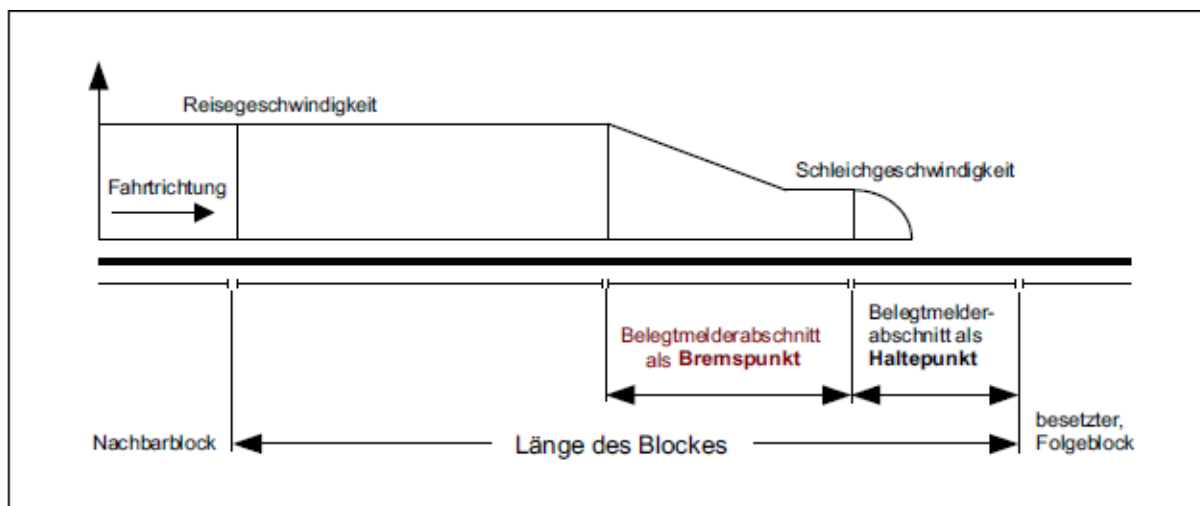 Reisegeschwindigkeit
Schleichgeschwindigkeit
Fahrtrichtung
Belegtmelderabschnitt
als Bremspunkt
Belegtmelder-
abschnitt als
Haltepunkt
Nachbarblock
Länge des Blockes
besetzter,
Folgeblock